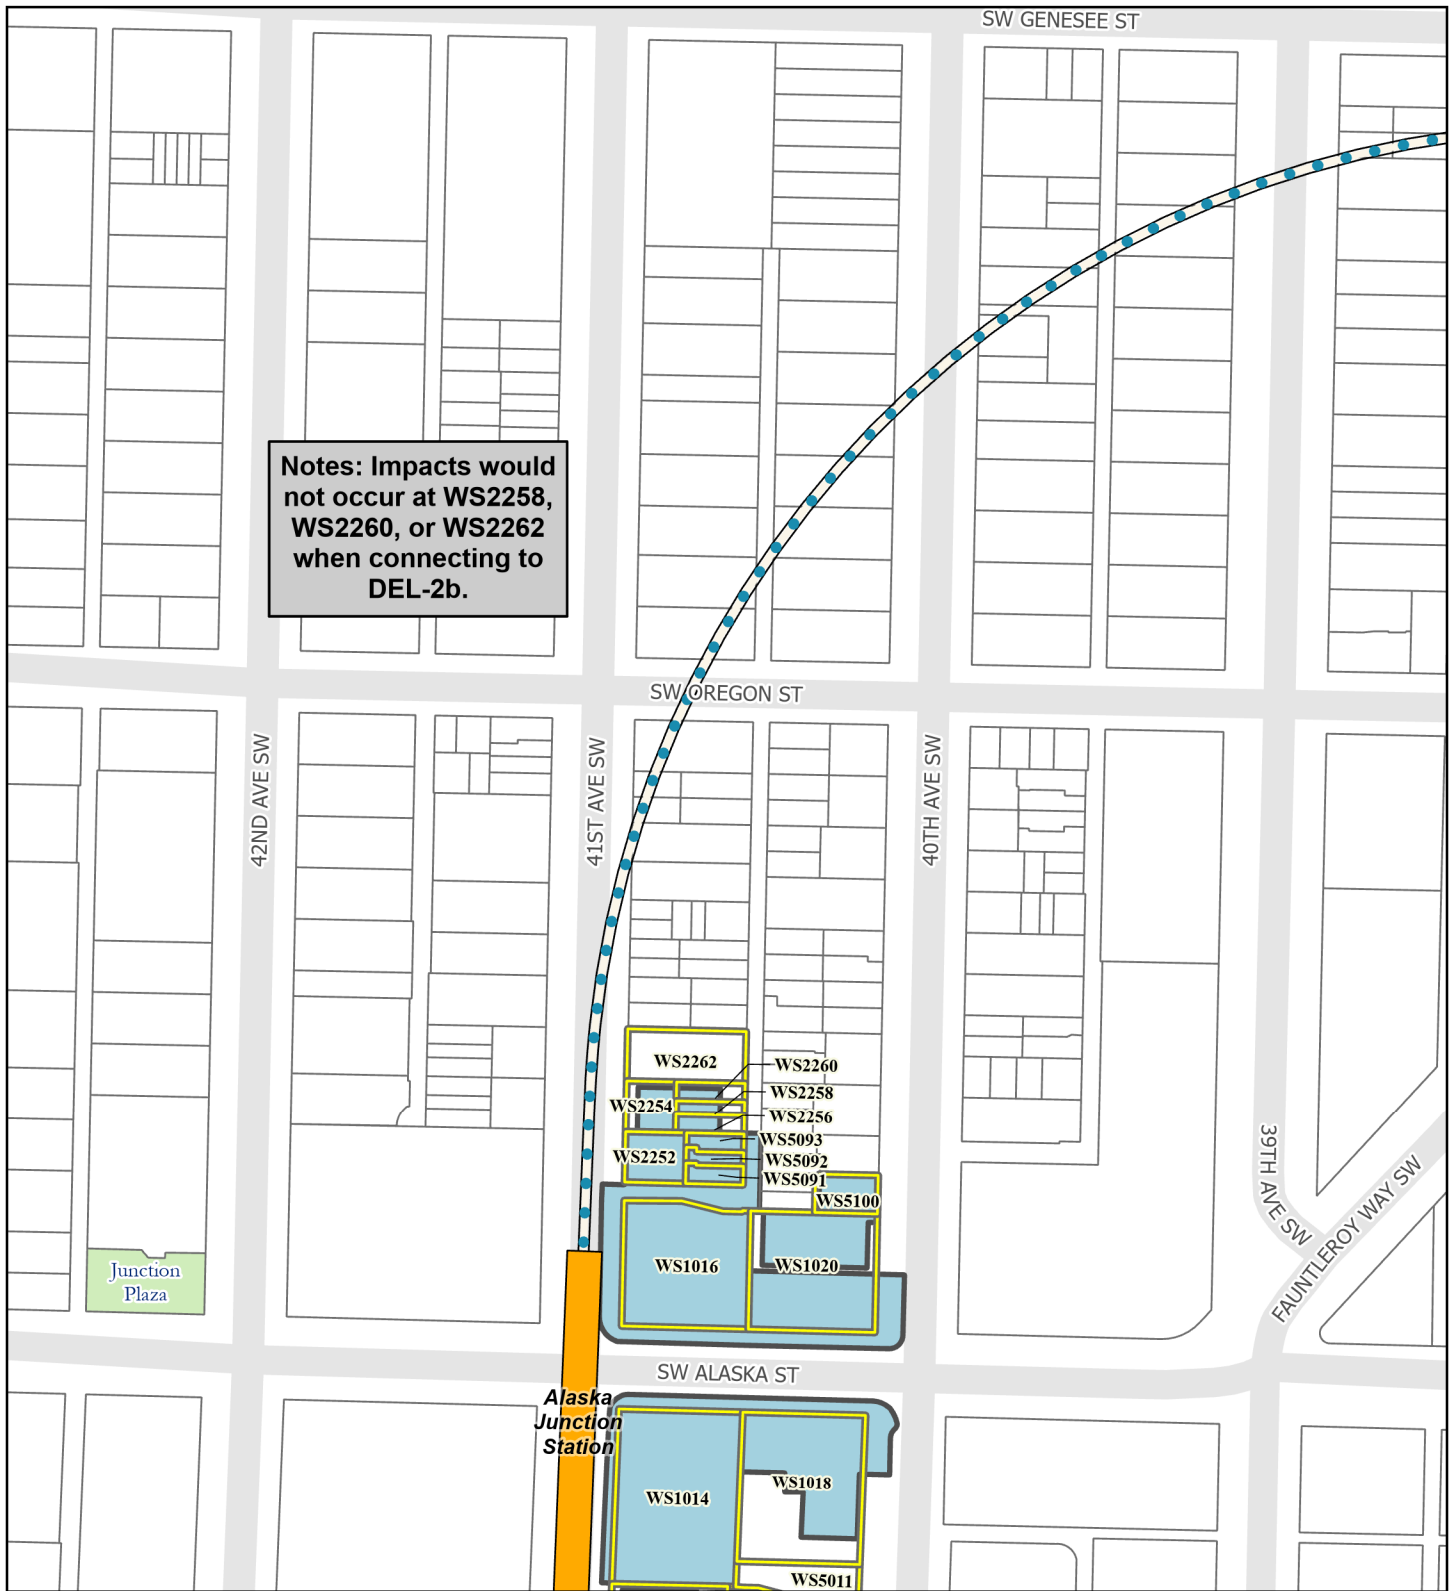 SW GENESEE ST
Notes: Impacts would
not occur at WS2258,
WS2260, or WS2262
when connecting to
DEL-2b.
SW OREGON ST
42ND AVE SW
41ST AVE SW
40TH AVE SW
WS2262
WS2260
WS2258
WS2254
WS2256
WS5093
WS2252
WS5092
WS5091
WS5100
39TH AVE SW
FAUNTLEROY WAY SW
WS1016
WS1020
Junction
Plaza
SW ALASKA ST
Alaska
Junction
Station
WS1018
WS1014
WS5011